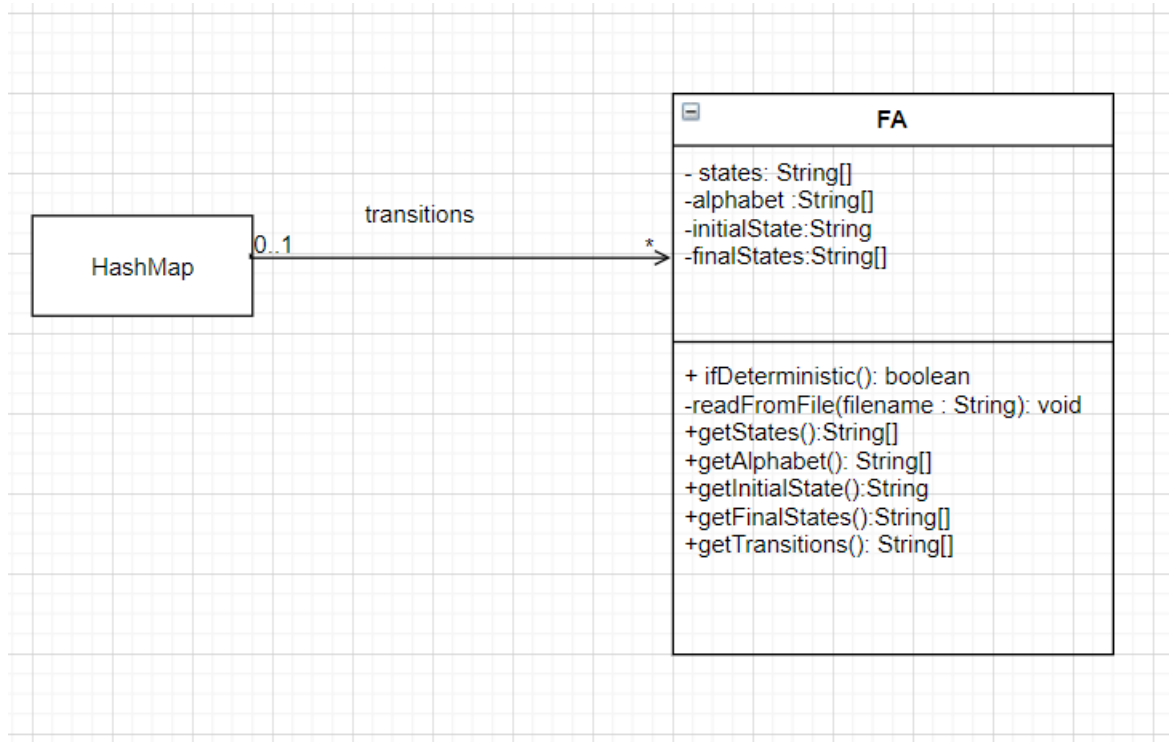 FA
- states: String[]
-alphabet :String[]
-initialState:String
-finalStates:String[]
transitions
0..1
*
HashMap
+ ifDeterministic(): boolean
-readFromFile(filename : String): void
+getStates():String[]
+getAlphabet(): String[]
+getInitialState():String
+getFinalStates():String[]
+getTransitions(): String[]